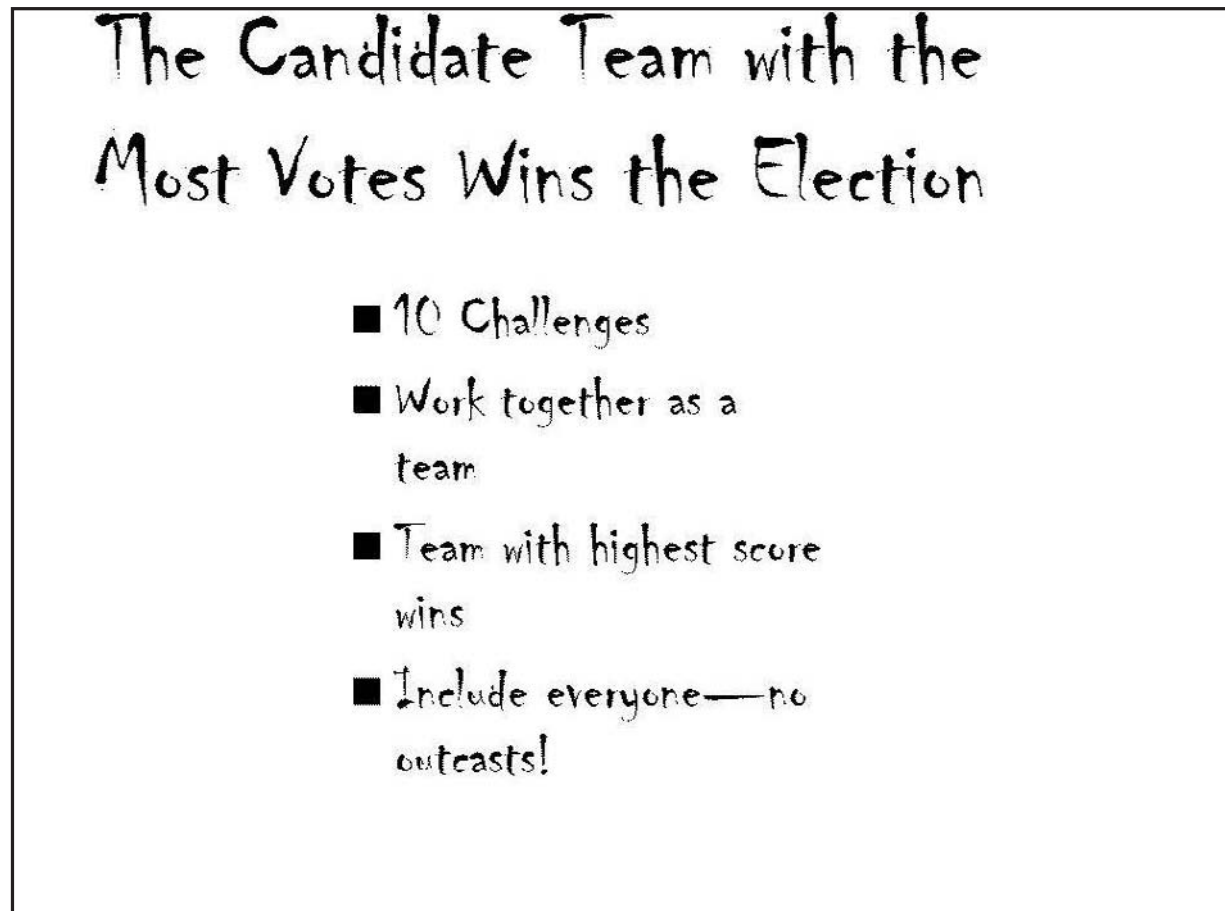 The Candidate Team with the
Most Votes Wins the Election
■ 10 Challenges
■ Work together as a
team
■ Team with highest score
wins
■ Include everyone—no
outcasts!